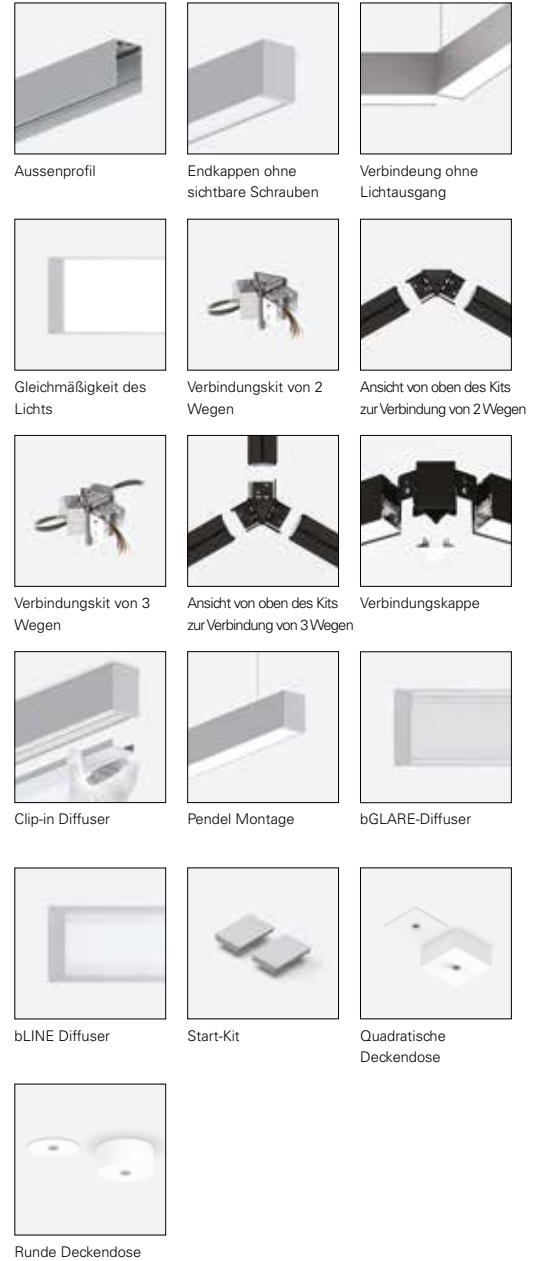 Aussenprofil
Endkappen ohne
sichtbare Schrauben
Verbindeung ohne
Lichtausgang
Gleichmäßigkeit des
Lichts
Verbindungskit von 2
Wegen
Ansicht von oben des Kits
zur Verbindung von 2 Wegen
Verbindungskit von 3
Wegen
Ansicht von oben des Kits
zur Verbindung von 3 Wegen
Verbindungskappe
Clip-in Diffuser
Pendel Montage
bGLARE-Diffuser
bLINE Diffuser
Start-Kit
Quadratische
Deckendose
Runde Deckendose